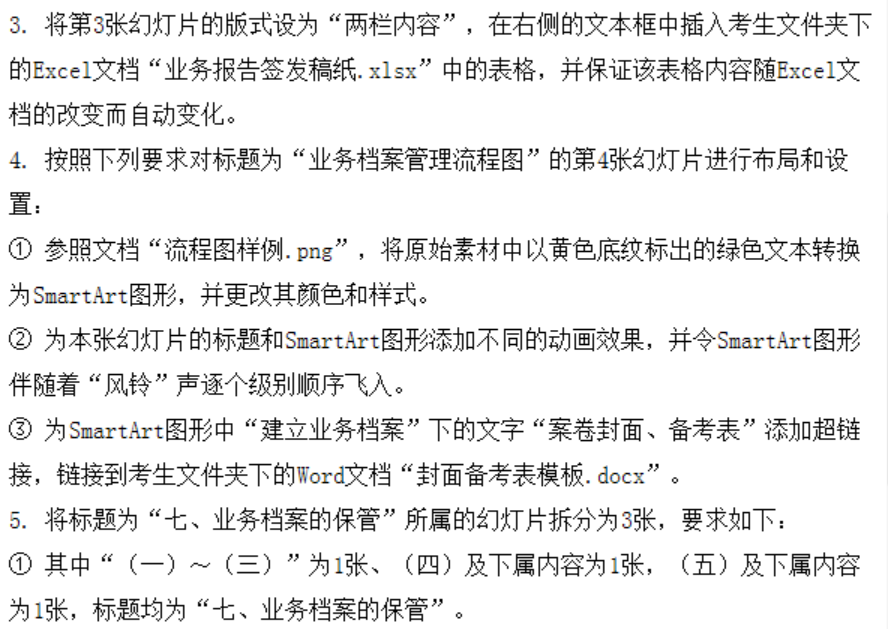 3. 将第3张幻灯片的版式设为“两栏内容”，在右侧的文本框中插入考生文件夹下
的Excel文档“业务报告签发稿纸.xlsx”中的表格，并保证该表格内容随Excel文
档的改变而自动变化。
4. 按照下列要求对标题为“业务档案管理流程图”的第4张幻灯片进行布局和设
置：
① 参照文档“流程图样例.png”，将原始素材中以黄色底纹标出的绿色文本转换
为SmartArt图形，并更改其颜色和样式。
② 为本张幻灯片的标题和SmartArt图形添加不同的动画效果，并令SmartArt图形
伴随着“风铃”声逐个级别顺序飞入。
③ 为SmartArt图形中“建立业务档案”下的文字“案卷封面、备考表”添加超链
接，链接到考生文件夹下的Word文档“封面备考表模板.docx”。
5. 将标题为“七、业务档案的保管”所属的幻灯片拆分为3张，要求如下：
① 其中“（一）～（三）”为1张、（四）及下属内容为1张，（五）及下属内容
为1张，标题均为“七、业务档案的保管”。